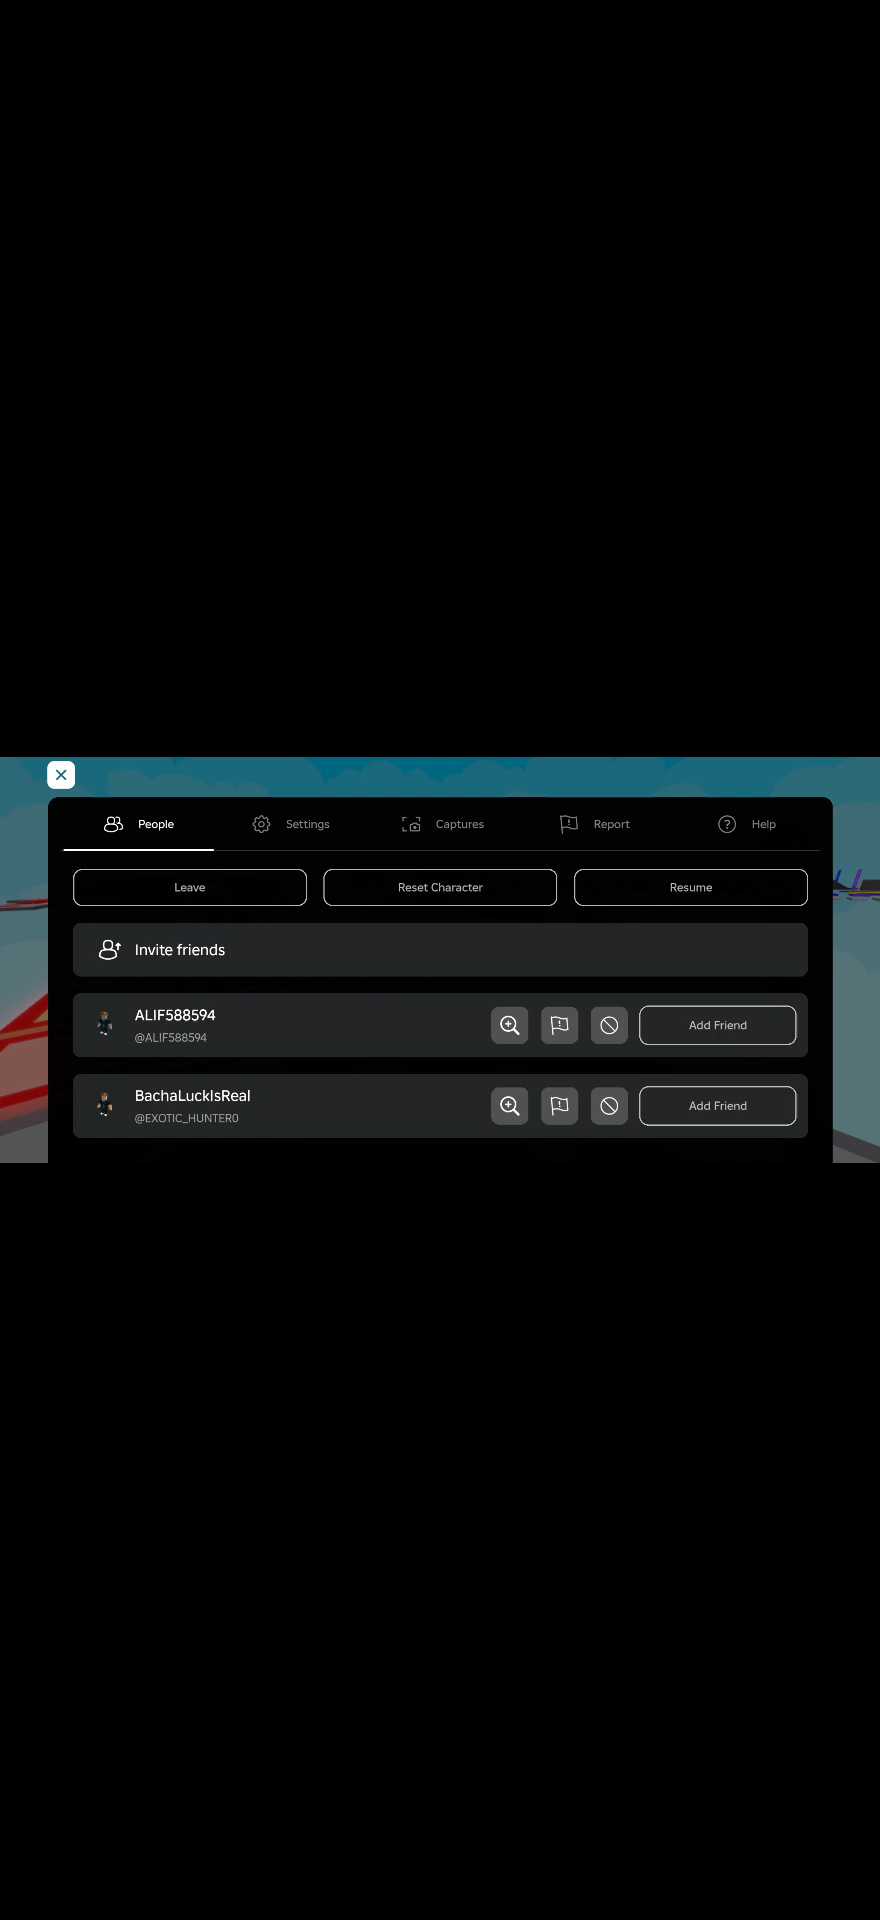 People
Settings
Captures
Report
Help
Leave
Reset Character
Resume
Invite friends
ALIF588594
@ALIF588594
Add Friend
BachaLuckIsReal
@EXOTIC_HUNTER0
Add Friend